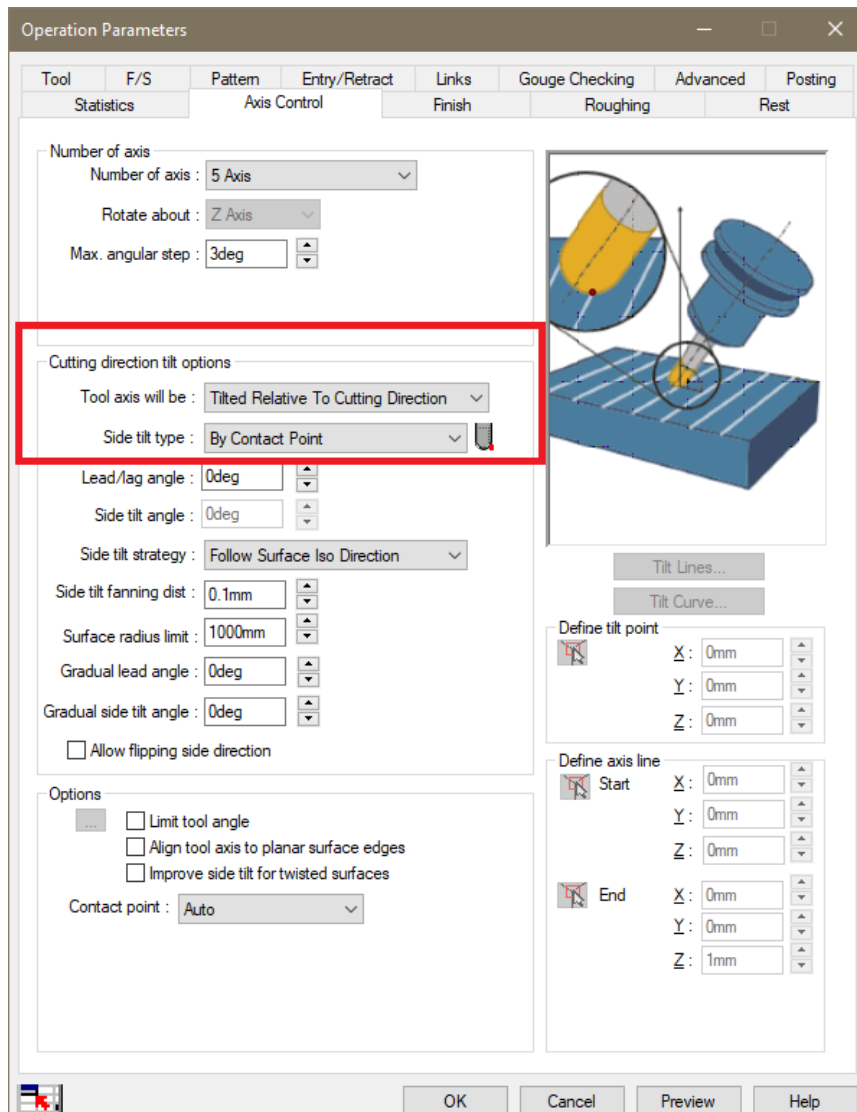 Operation Parameters
Tool F/S Pattern Entry/Retract Links Gouge Checking Advanced Posting
Statistics Axis Control Finish Roughing Rest
Number of axis
Number of axis : 5 Axis
Rotate about : Z Axis
Max. angular step : 3deg
Cutting direction tilt options
Tool axis will be : Tilted Relative To Cutting Direction
Side tilt type : By Contact Point
Lead/lag angle : 0deg
Side tilt angle : 0deg
Side tilt strategy : Follow Surface Iso Direction
Side tilt fanning dist : 0.1mm
Surface radius limit : 1000mm
Gradual lead angle : 0deg
Gradual side tilt angle : 0deg
Allow flipping side direction
Options
... Limit tool angle
Align tool axis to planar surface edges
Improve side tilt for twisted surfaces
Contact point : Auto
Tilt Lines...
Tilt Curve...
Define tilt point
X : 0mm
Y : 0mm
Z : 0mm
Define axis line
Start X : 0mm
Y : 0mm
Z : 0mm
End X : 0mm
Y : 0mm
Z : 1mm
OK Cancel Preview Help